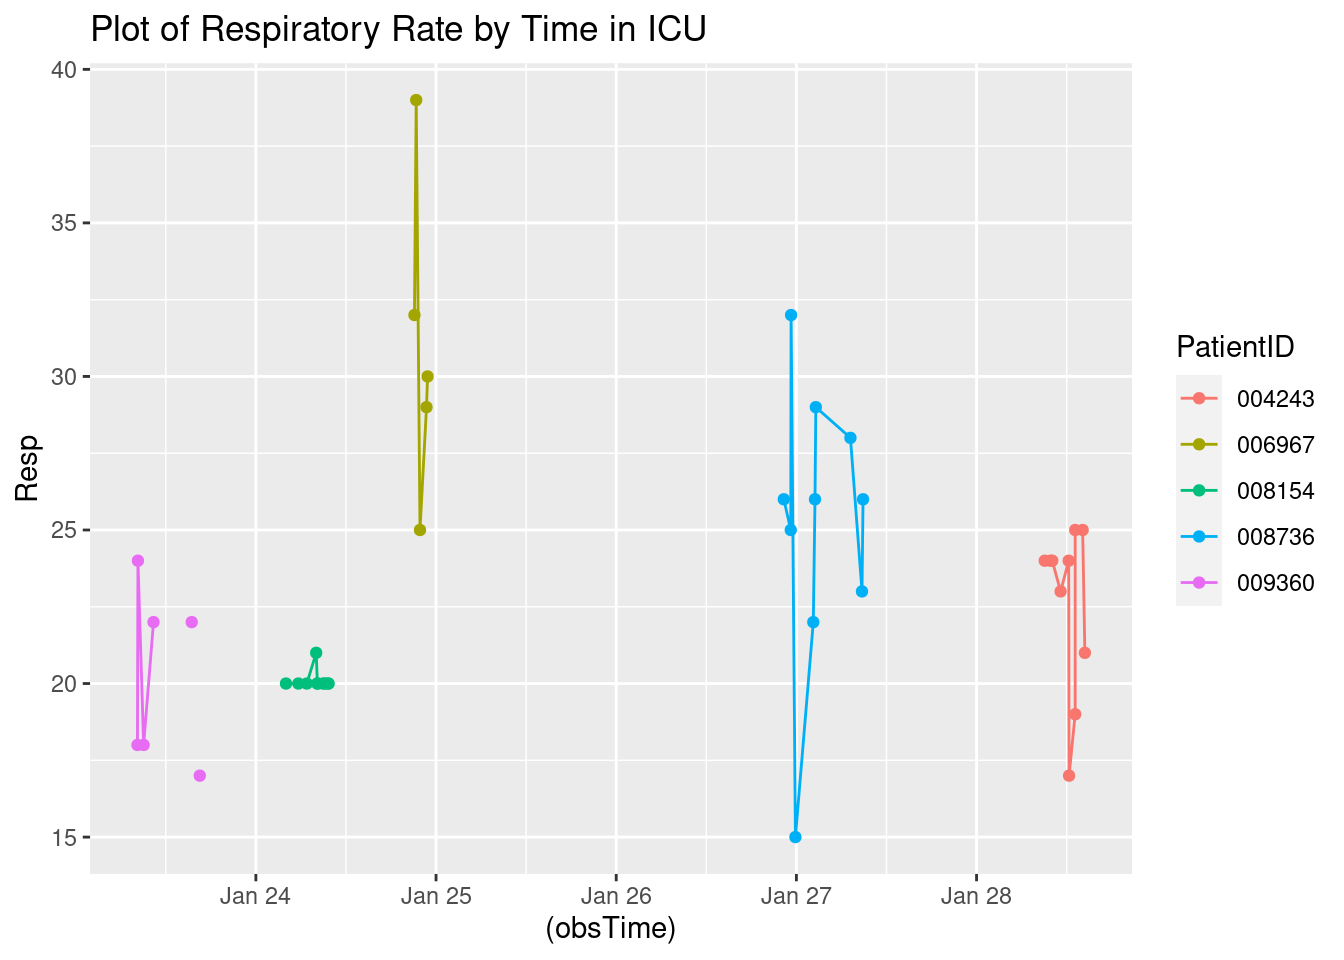 Plot of Respiratory Rate by Time in ICU
40
35
30
25
20
15
Resp
Jan 24
Jan 25
Jan 26
Jan 27
Jan 28
(obsTime)
PatientID
004243
006967
008154
008736
009360